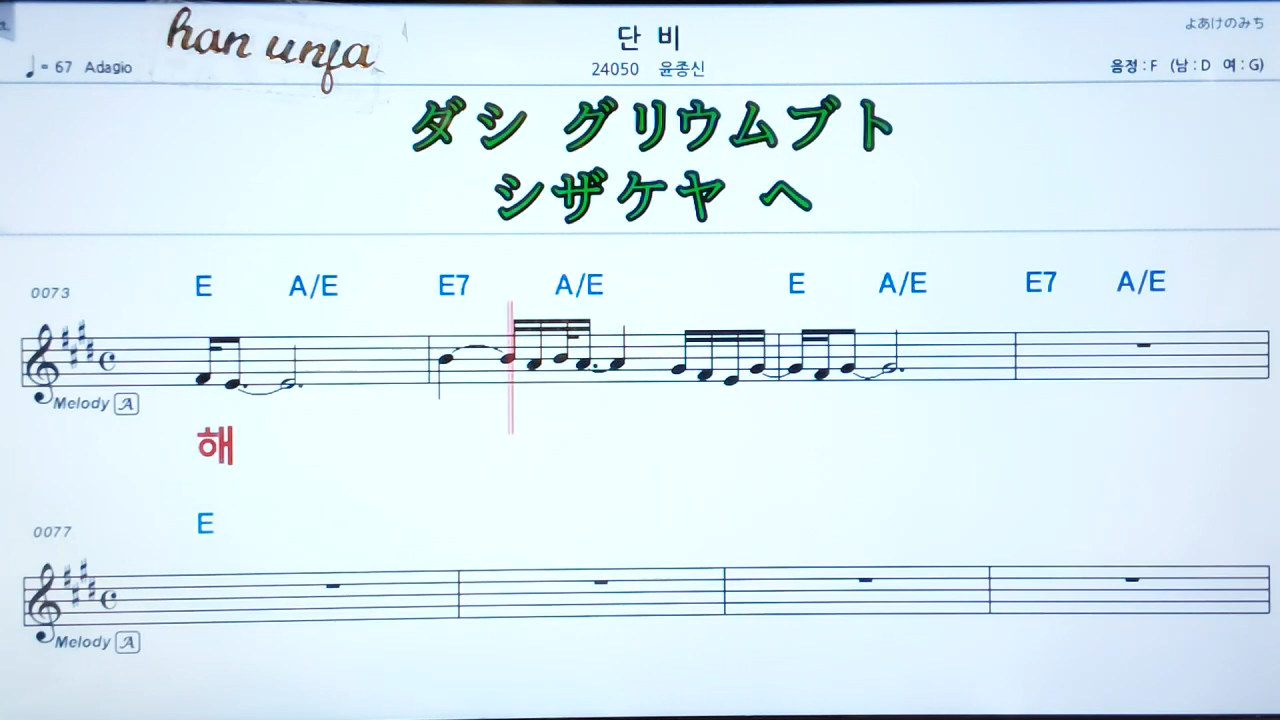 han unja
단 비
よあけのみち
♩= 67 Adagio
24050 윤종신
음정 : F (남 : D 여 : G)
ダシ グリウムブト
シザケヤ ヘ
E A/E E7 A/E E A/E E7 A/E
0073
Melody A
해
E
0077
Melody A